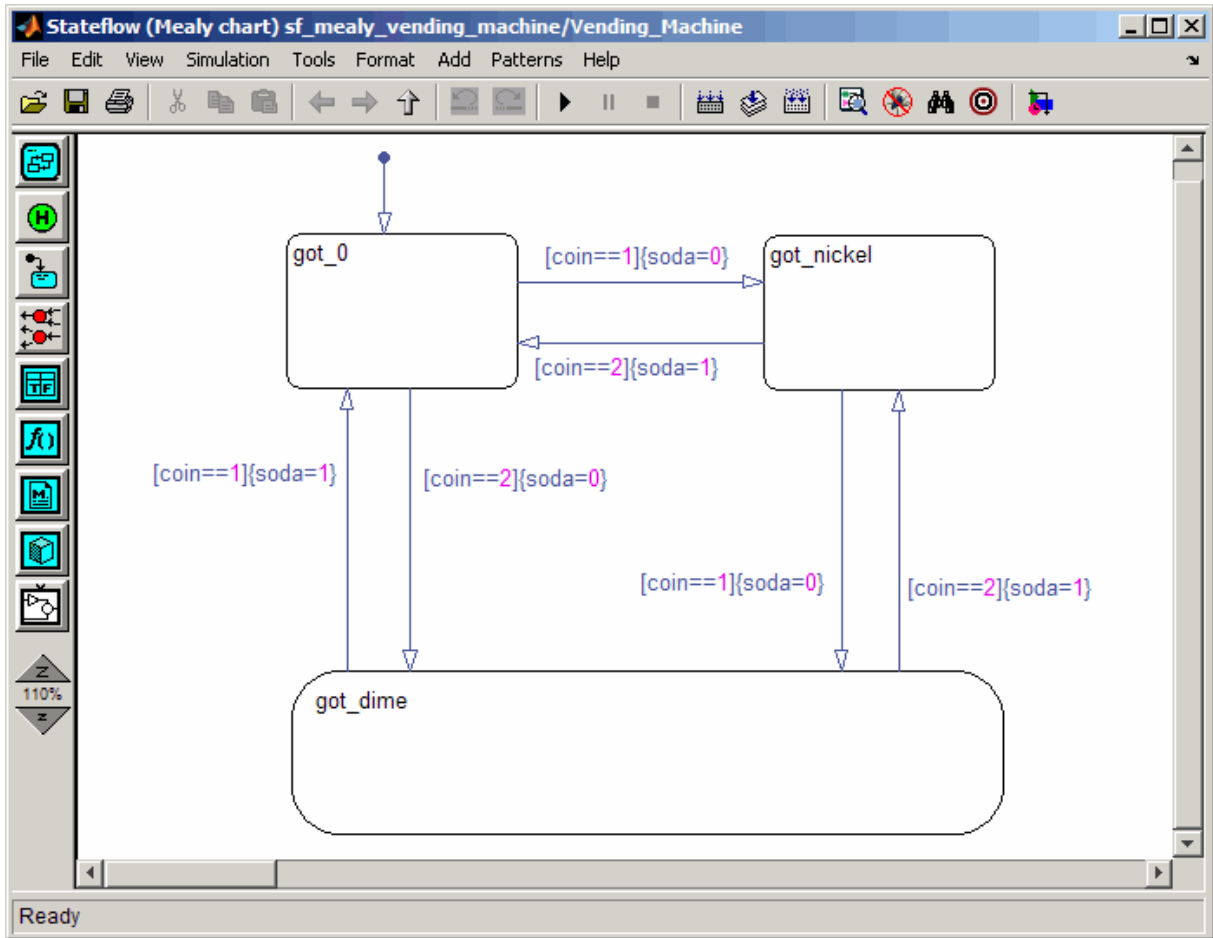 Stateflow (Mealy chart) sf_mealy_vending_machine/Vending_Machine
File Edit View Simulation Tools Format Add Patterns Help
H
TF
f()
M
Z
110%
z
got_0
[coin==1]{soda=0}
got_nickel
[coin==2]{soda=1}
[coin==1]{soda=1}
[coin==2]{soda=0}
[coin==1]{soda=0}
[coin==2]{soda=1}
got_dime
Ready